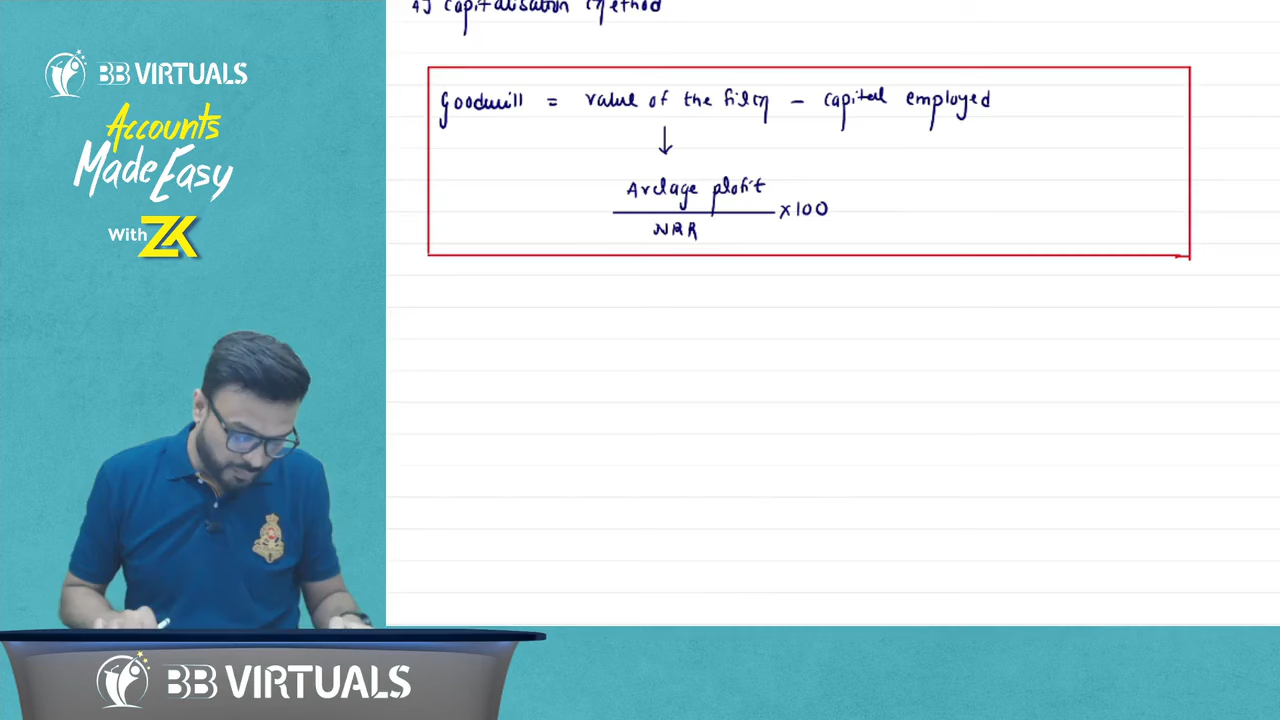 4) Capitalisation method
BB VIRTUALS
Accounts
Made Easy
With ZK
Goodwill = value of the firm - capital employed
↓
Average profit
NRR
x100
BB VIRTUALS